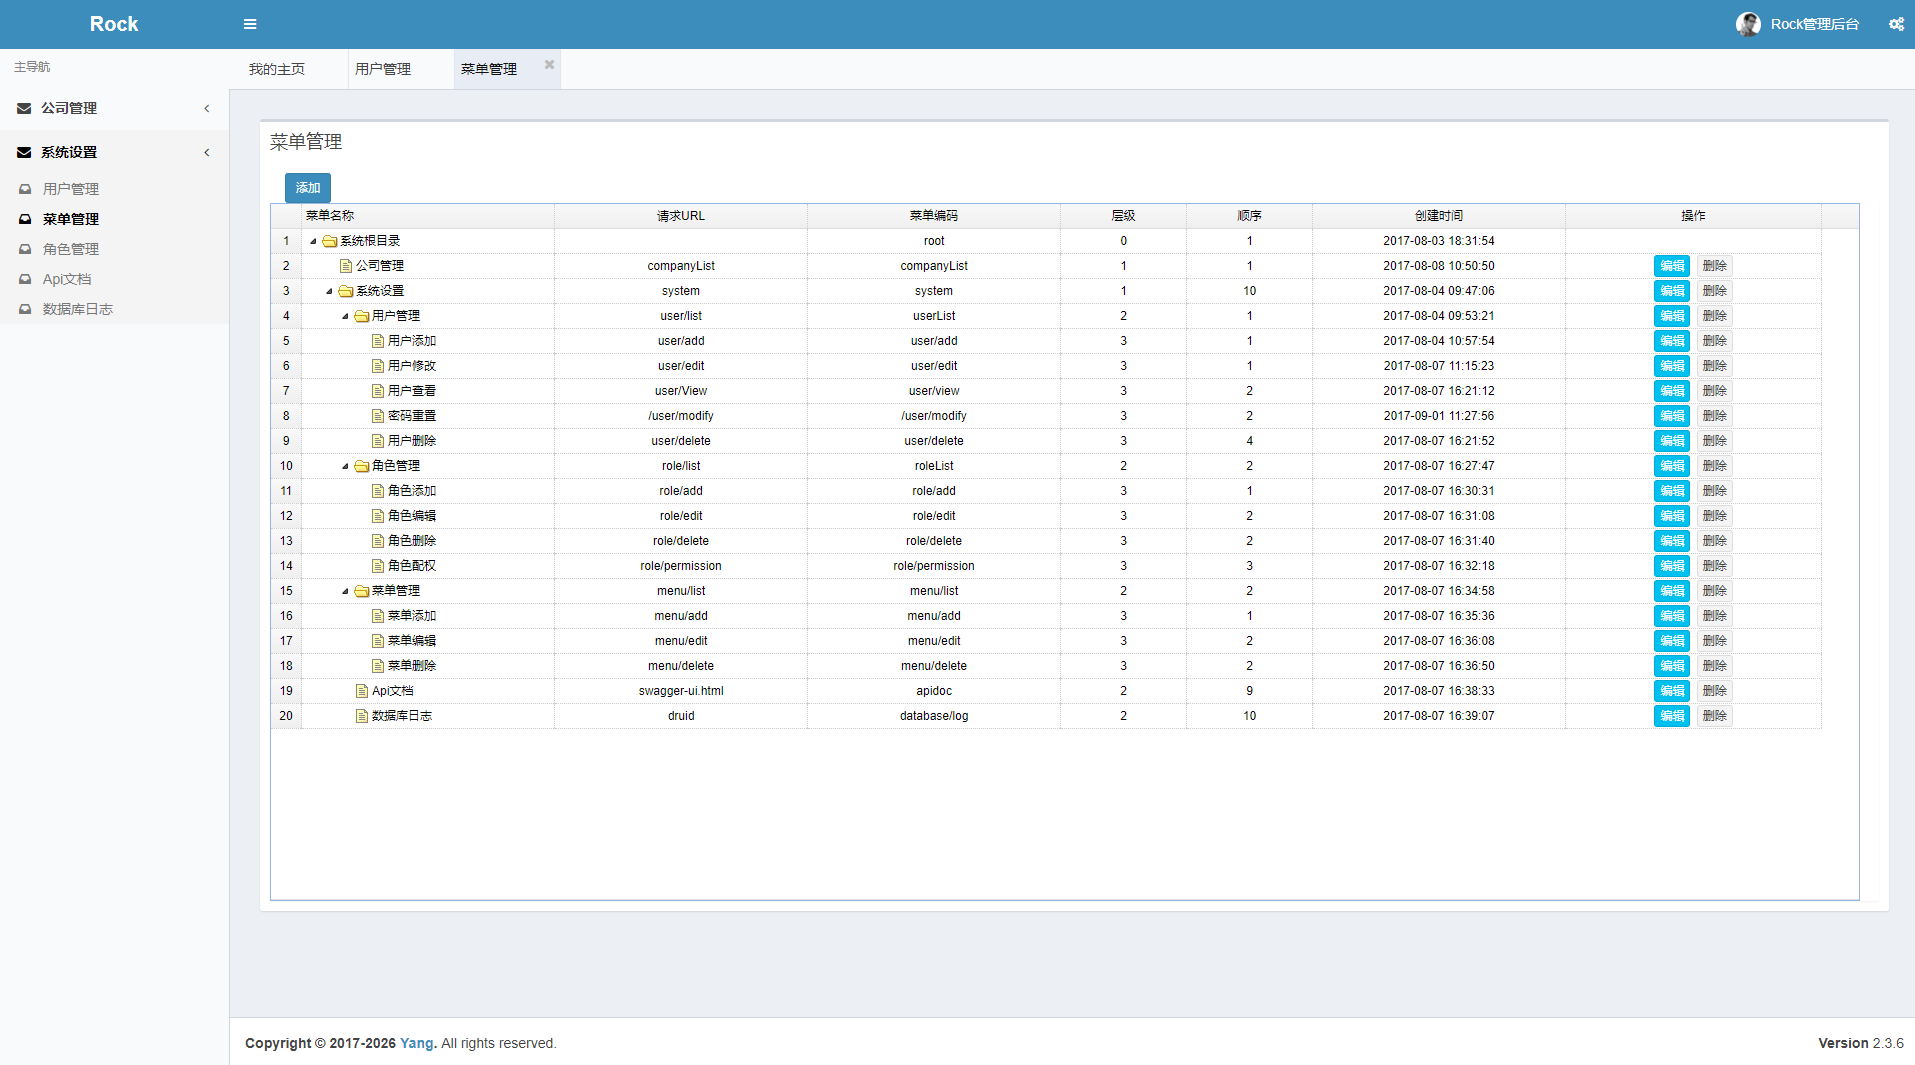 Rock
Rock管理后台
主导航
公司管理
系统设置
用户管理
菜单管理
角色管理
Api文档
数据库日志
我的主页 用户管理 菜单管理
菜单管理
添加
菜单名称 请求URL 菜单编码 层级 顺序 创建时间 操作
1 系统根目录 root 0 1 2017-08-03 18:31:54
2 公司管理 companyList companyList 1 1 2017-08-08 10:50:50 编辑 删除
3 系统设置 system system 1 10 2017-08-04 09:47:06 编辑 删除
4 用户管理 user/list userList 2 1 2017-08-04 09:53:21 编辑 删除
5 用户添加 user/add user/add 3 1 2017-08-04 10:57:54 编辑 删除
6 用户修改 user/edit user/edit 3 1 2017-08-07 11:15:23 编辑 删除
7 用户查看 user/View user/view 3 2 2017-08-07 16:21:12 编辑 删除
8 密码重置 /user/modify /user/modify 3 2 2017-09-01 11:27:56 编辑 删除
9 用户删除 user/delete user/delete 3 4 2017-08-07 16:21:52 编辑 删除
10 角色管理 role/list roleList 2 2 2017-08-07 16:27:47 编辑 删除
11 角色添加 role/add role/add 3 1 2017-08-07 16:30:31 编辑 删除
12 角色编辑 role/edit role/edit 3 2 2017-08-07 16:31:08 编辑 删除
13 角色删除 role/delete role/delete 3 2 2017-08-07 16:31:40 编辑 删除
14 角色配权 role/permission role/permission 3 3 2017-08-07 16:32:18 编辑 删除
15 菜单管理 menu/list menu/list 2 2 2017-08-07 16:34:58 编辑 删除
16 菜单添加 menu/add menu/add 3 1 2017-08-07 16:35:36 编辑 删除
17 菜单编辑 menu/edit menu/edit 3 2 2017-08-07 16:36:08 编辑 删除
18 菜单删除 menu/delete menu/delete 3 2 2017-08-07 16:36:50 编辑 删除
19 Api文档 swagger-ui.html apidoc 2 9 2017-08-07 16:38:33 编辑 删除
20 数据库日志 druid database/log 2 10 2017-08-07 16:39:07 编辑 删除
Copyright © 2017-2026 Yang. All rights reserved.
Version 2.3.6